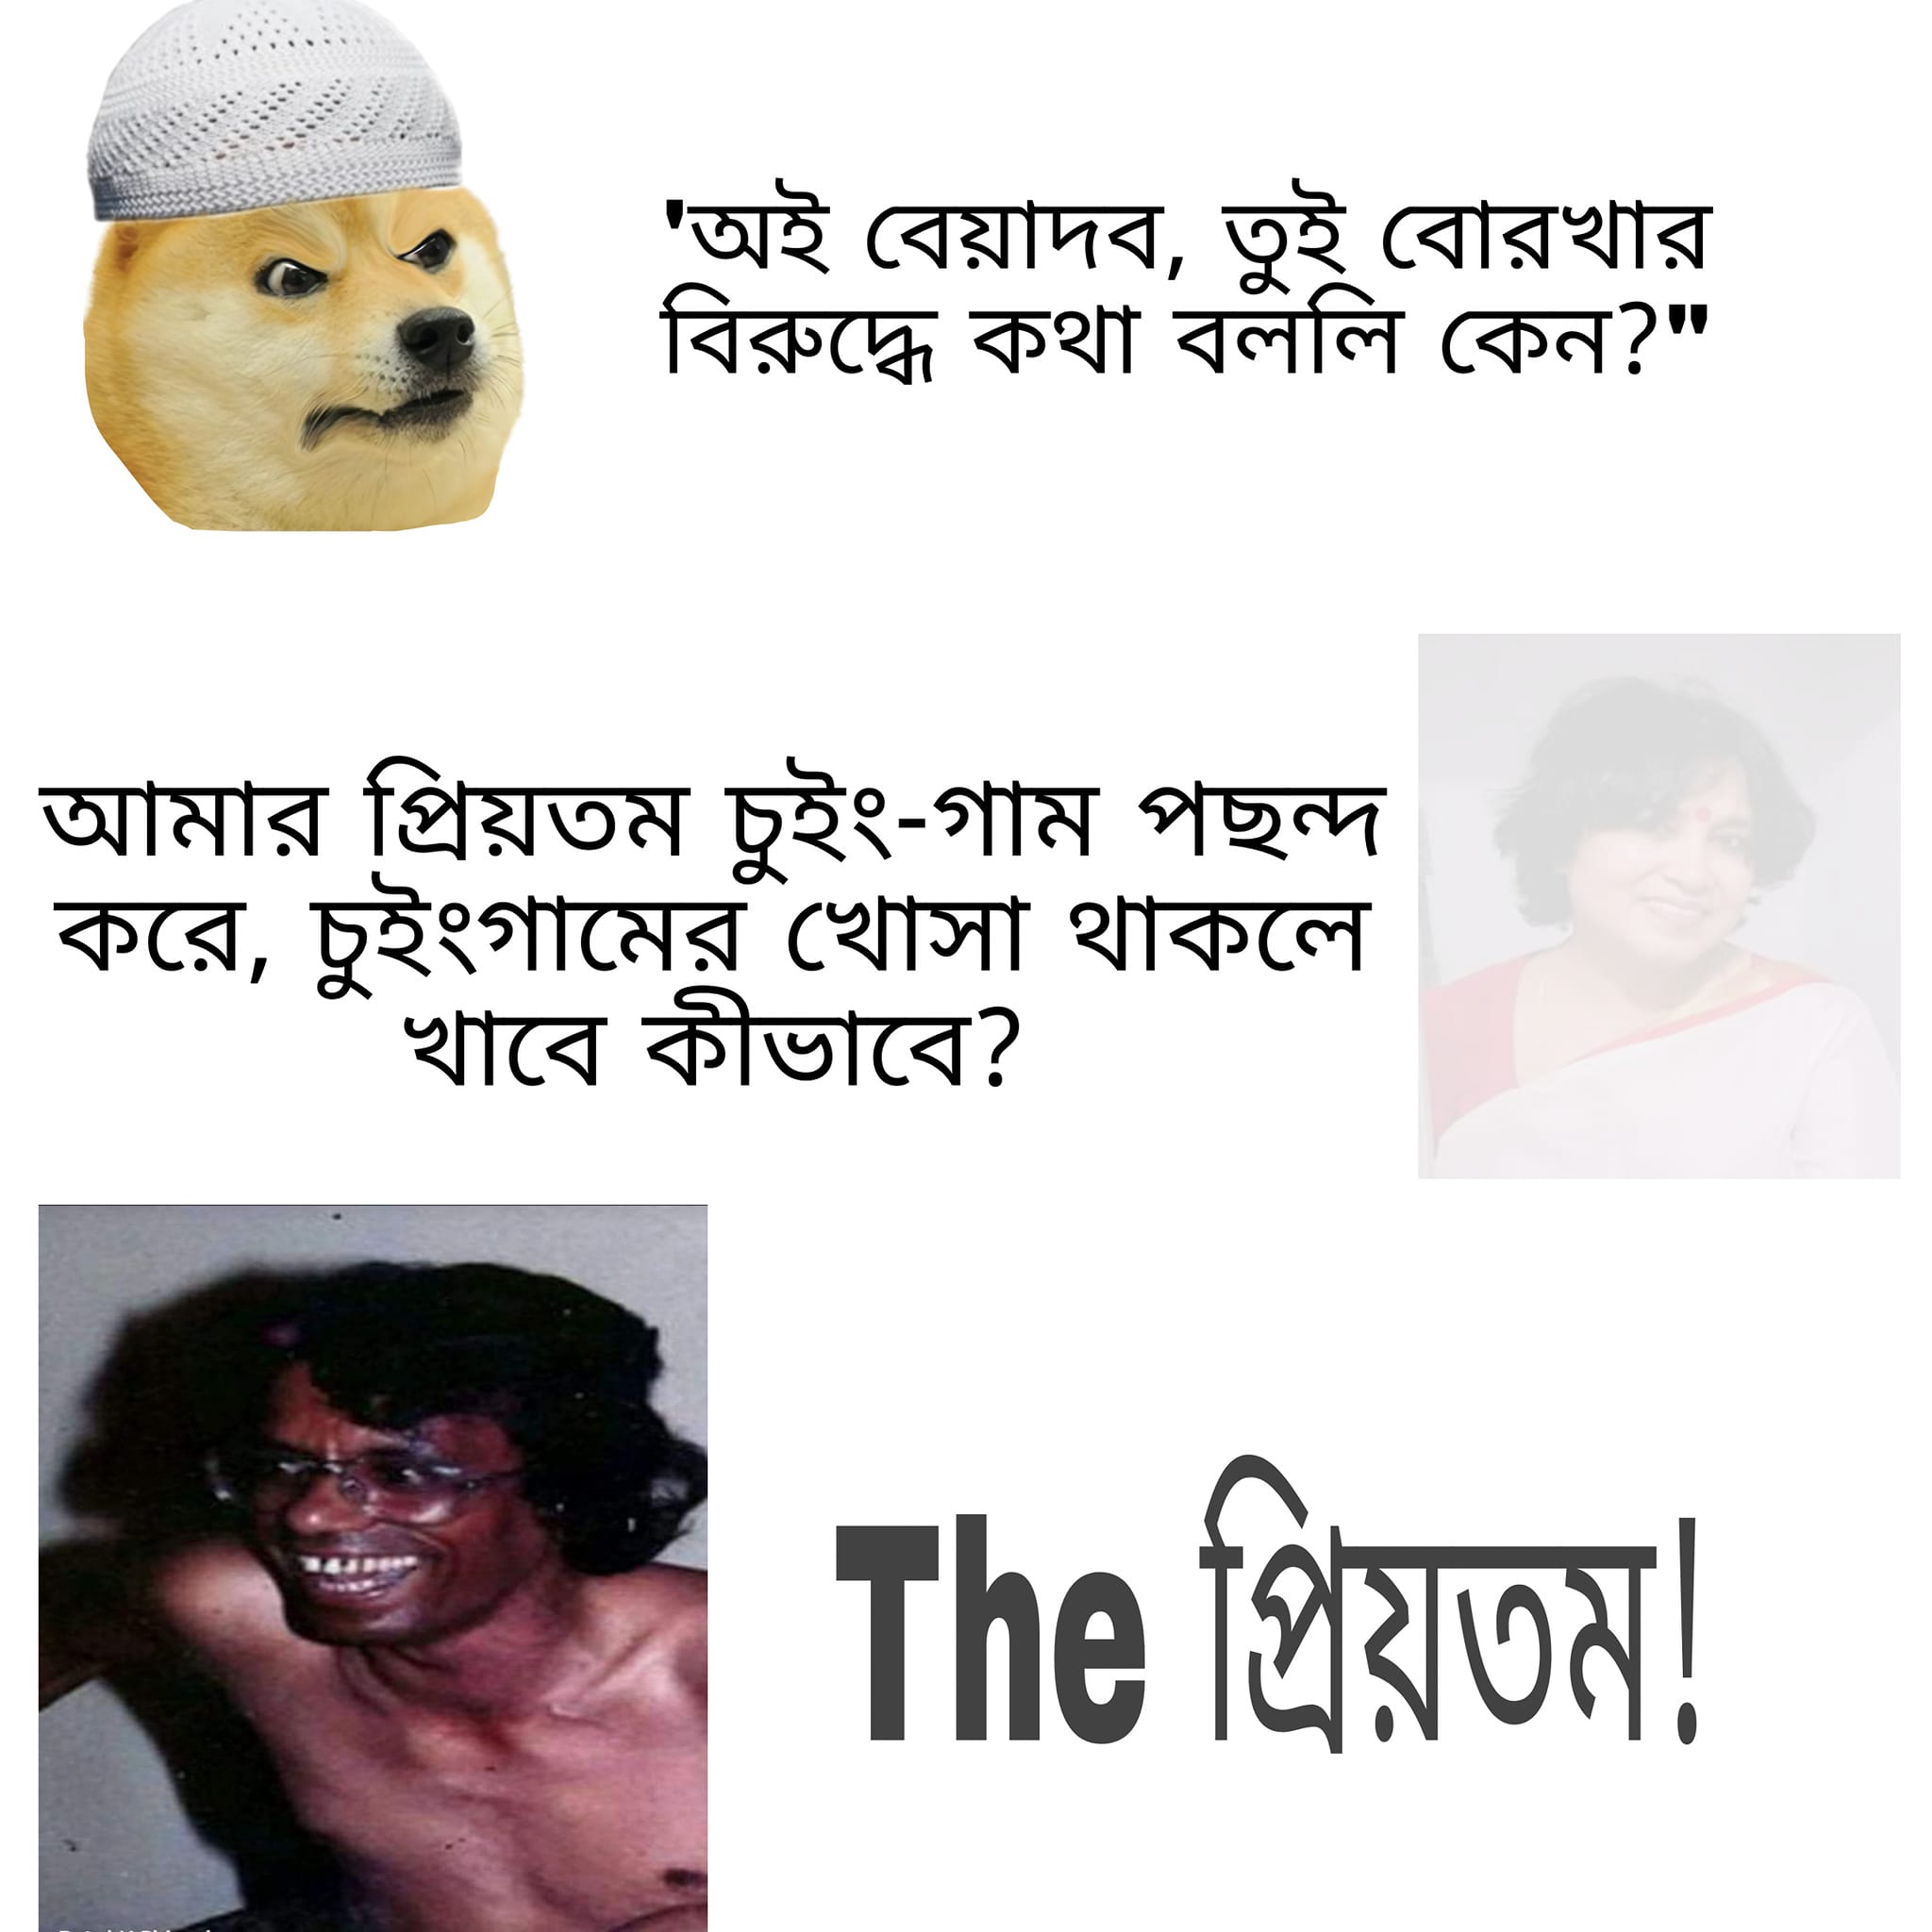 'অই বেয়াদব, তুই বোরখার
বিরুদ্ধে কথা বললি কেন?"
আমার প্রিয়তম চুইং-গাম পছন্দ
করে, চুইংগামের খোসা থাকলে
খাবে কীভাবে?
The প্রিয়তম!